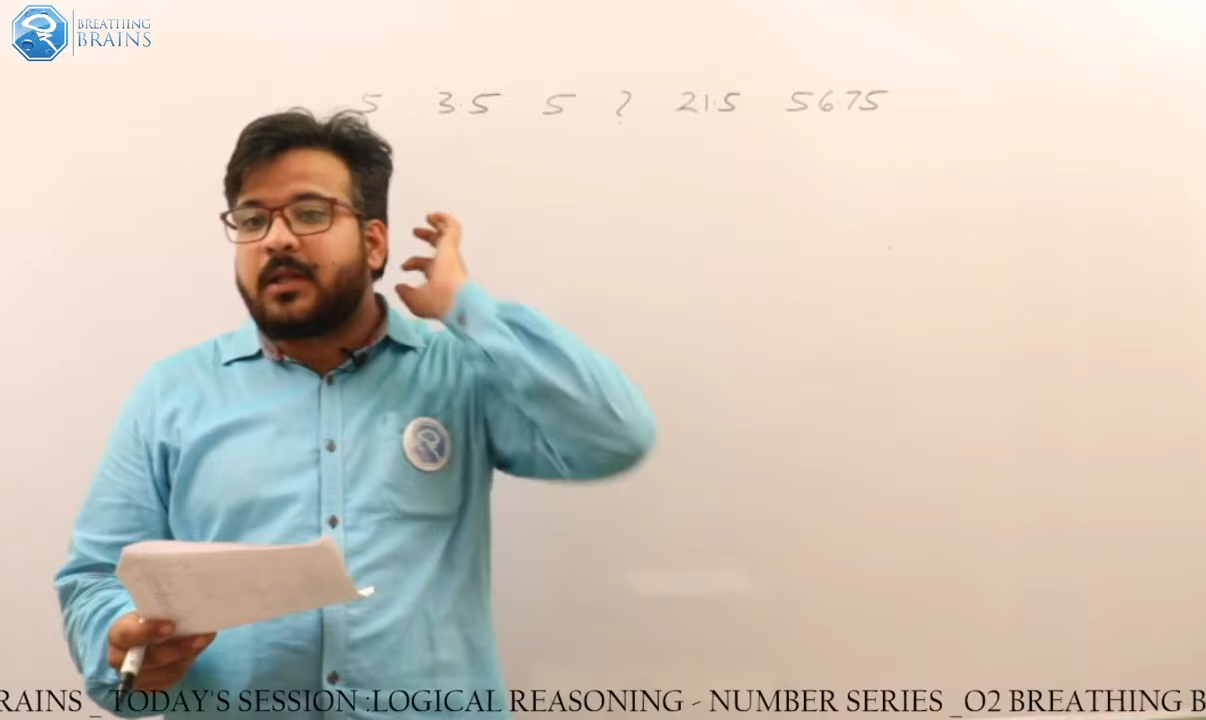 BREATHING
BRAINS
5 3.5 5 ? 21.5 56.75
RAINS _ TODAY'S SESSION :LOGICAL REASONING - NUMBER SERIES _O2 BREATHING B